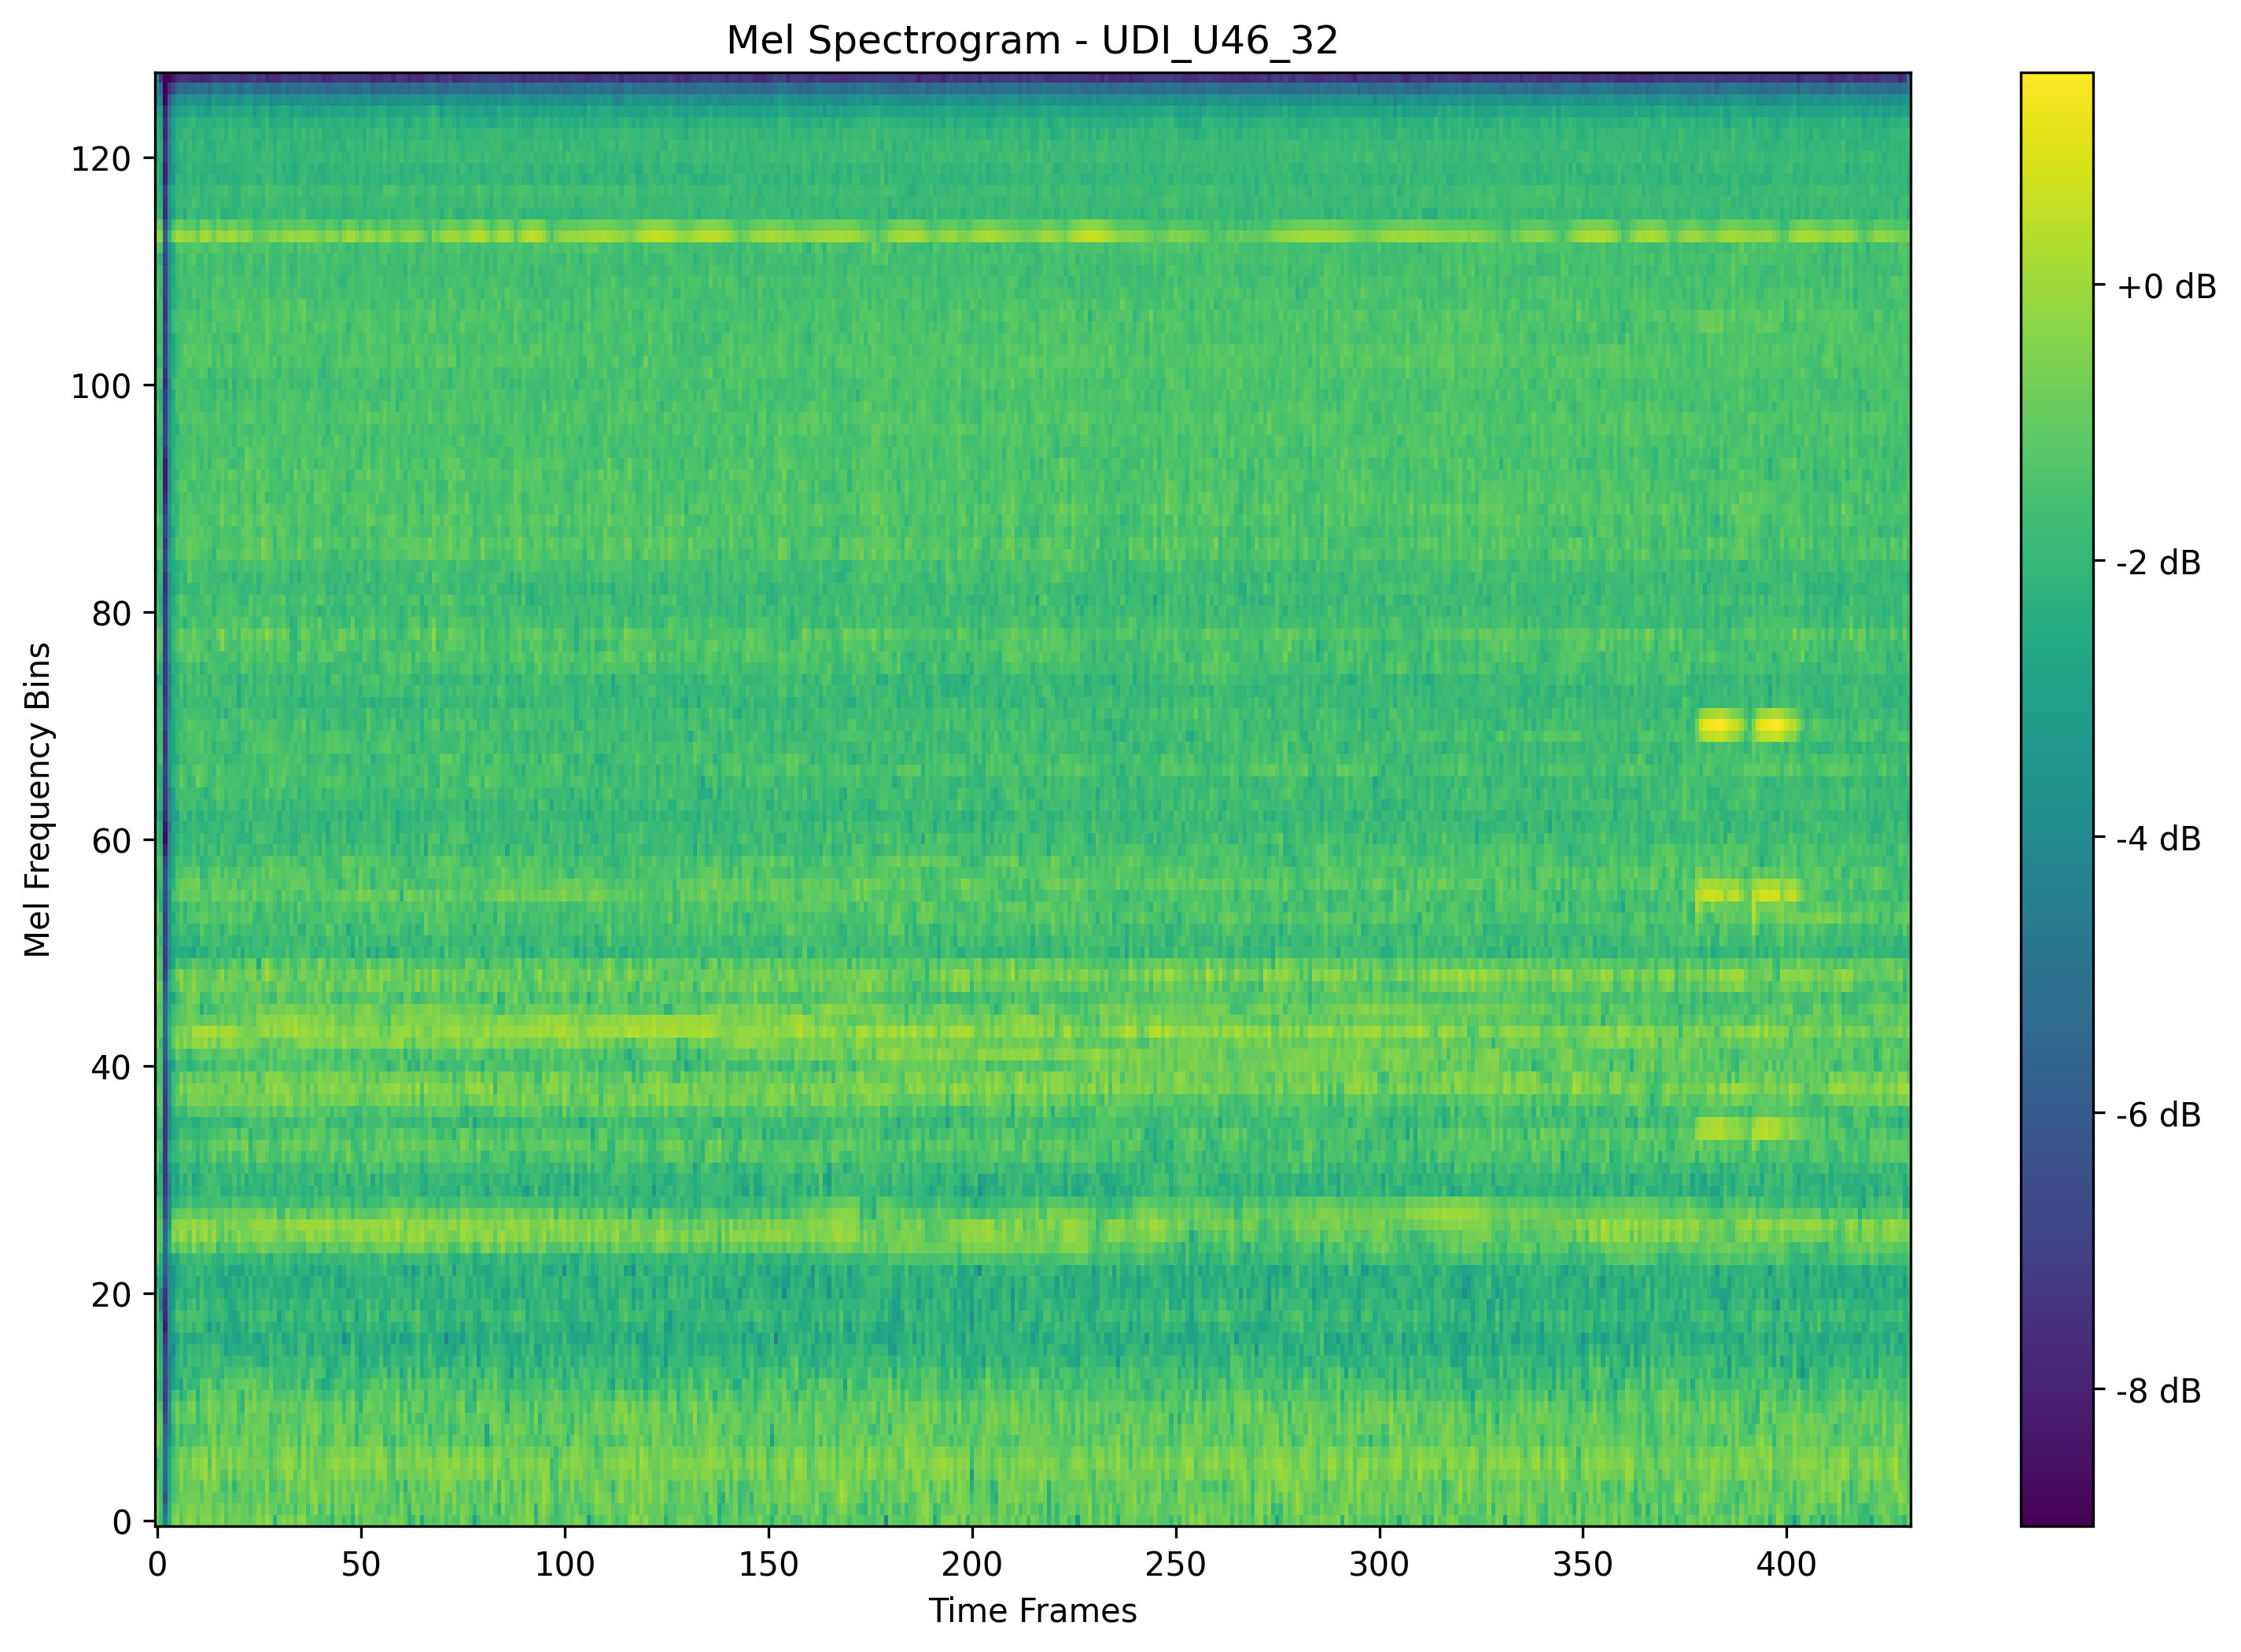 Mel Spectrogram - UDI_U46_32
120
100
80
60
40
20
0
Mel Frequency Bins
0 50 100 150 200 250 300 350 400
Time Frames
+0 dB
-2 dB
-4 dB
-6 dB
-8 dB